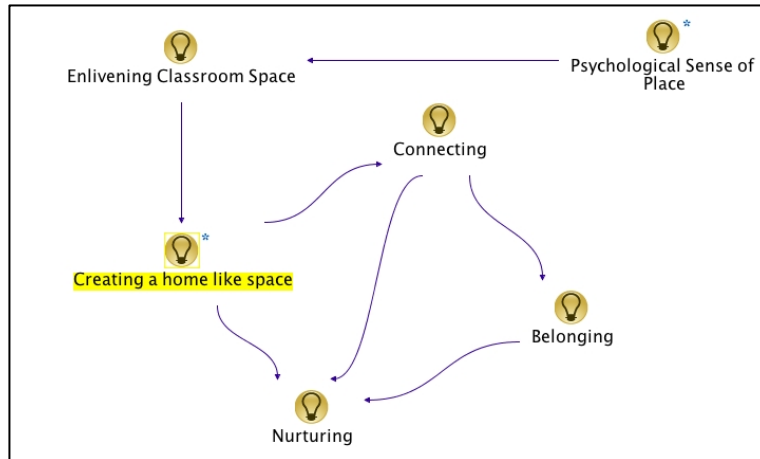 Enlivening Classroom Space
Psychological Sense of
Place
Connecting
Creating a home like space
Belonging
Nurturing